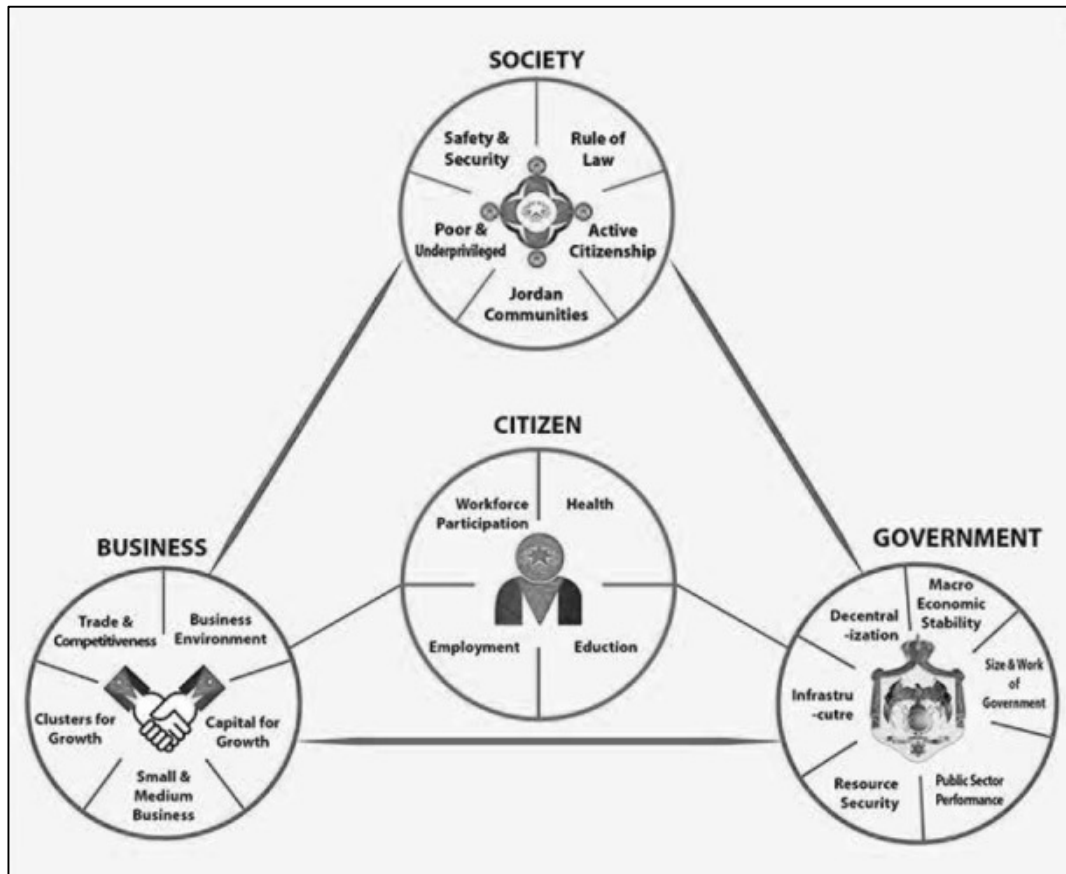 SOCIETY
Safety &
Security
Rule of
Law
Poor &
Underprivileged
Active
Citizenship
Jordan
Communities
CITIZEN
Workforce
Participation
Health
Employment
Eduction
BUSINESS
Trade &
Competitiveness
Business
Environment
Clusters for
Growth
Capital for
Growth
Small &
Medium
Business
GOVERNMENT
Decentral
-ization
Macro
Economic
Stability
Size & Work
of
Government
Infrastru
-cutre
Resource
Security
Public Sector
Performance